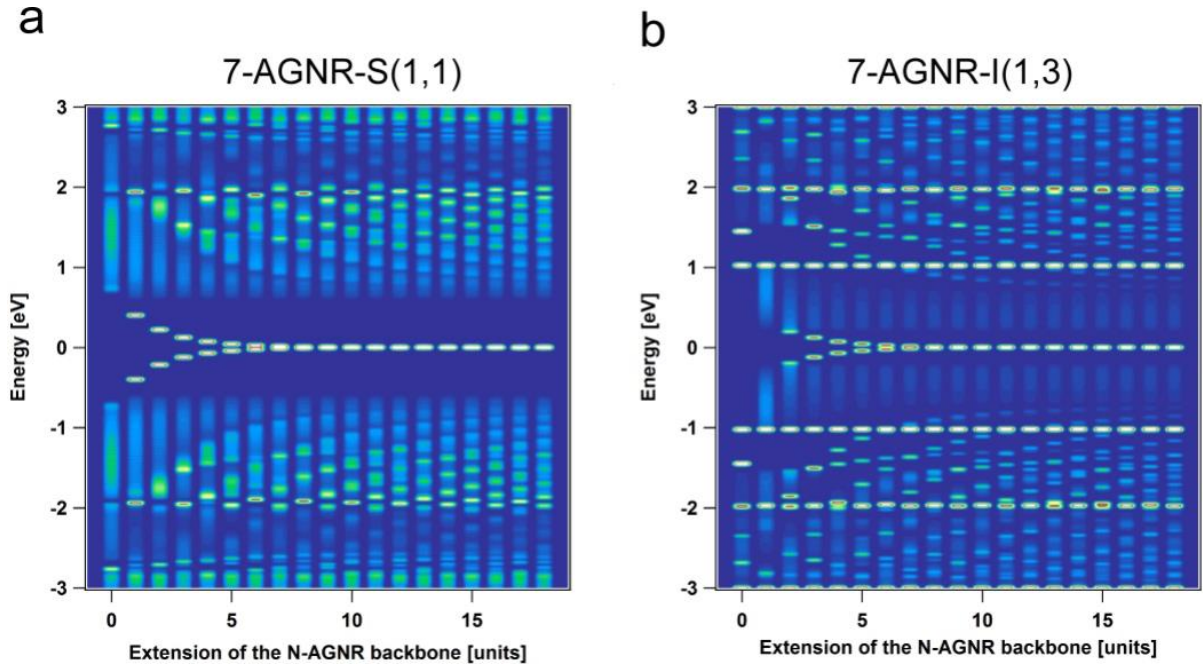 a
7-AGNR-S(1,1)
3
2
1
0
-1
-2
-3
Energy [eV]
0
5
10
15
Extension of the N-AGNR backbone [units]
b
7-AGNR-I(1,3)
3
2
1
0
-1
-2
-3
Energy [eV]
0
5
10
15
Extension of the N-AGNR backbone [units]